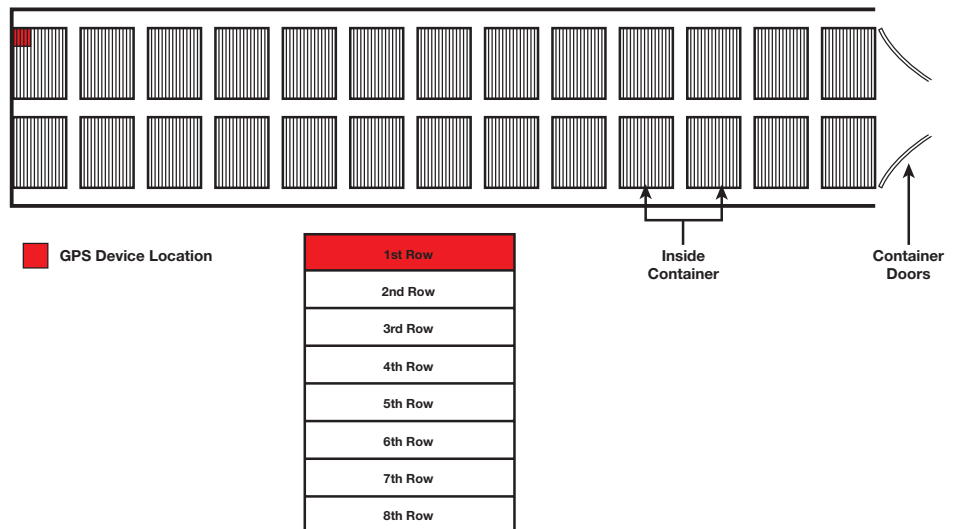 GPS Device Location
1st Row
2nd Row
3rd Row
4th Row
5th Row
6th Row
7th Row
8th Row
Inside
Container
Container
Doors